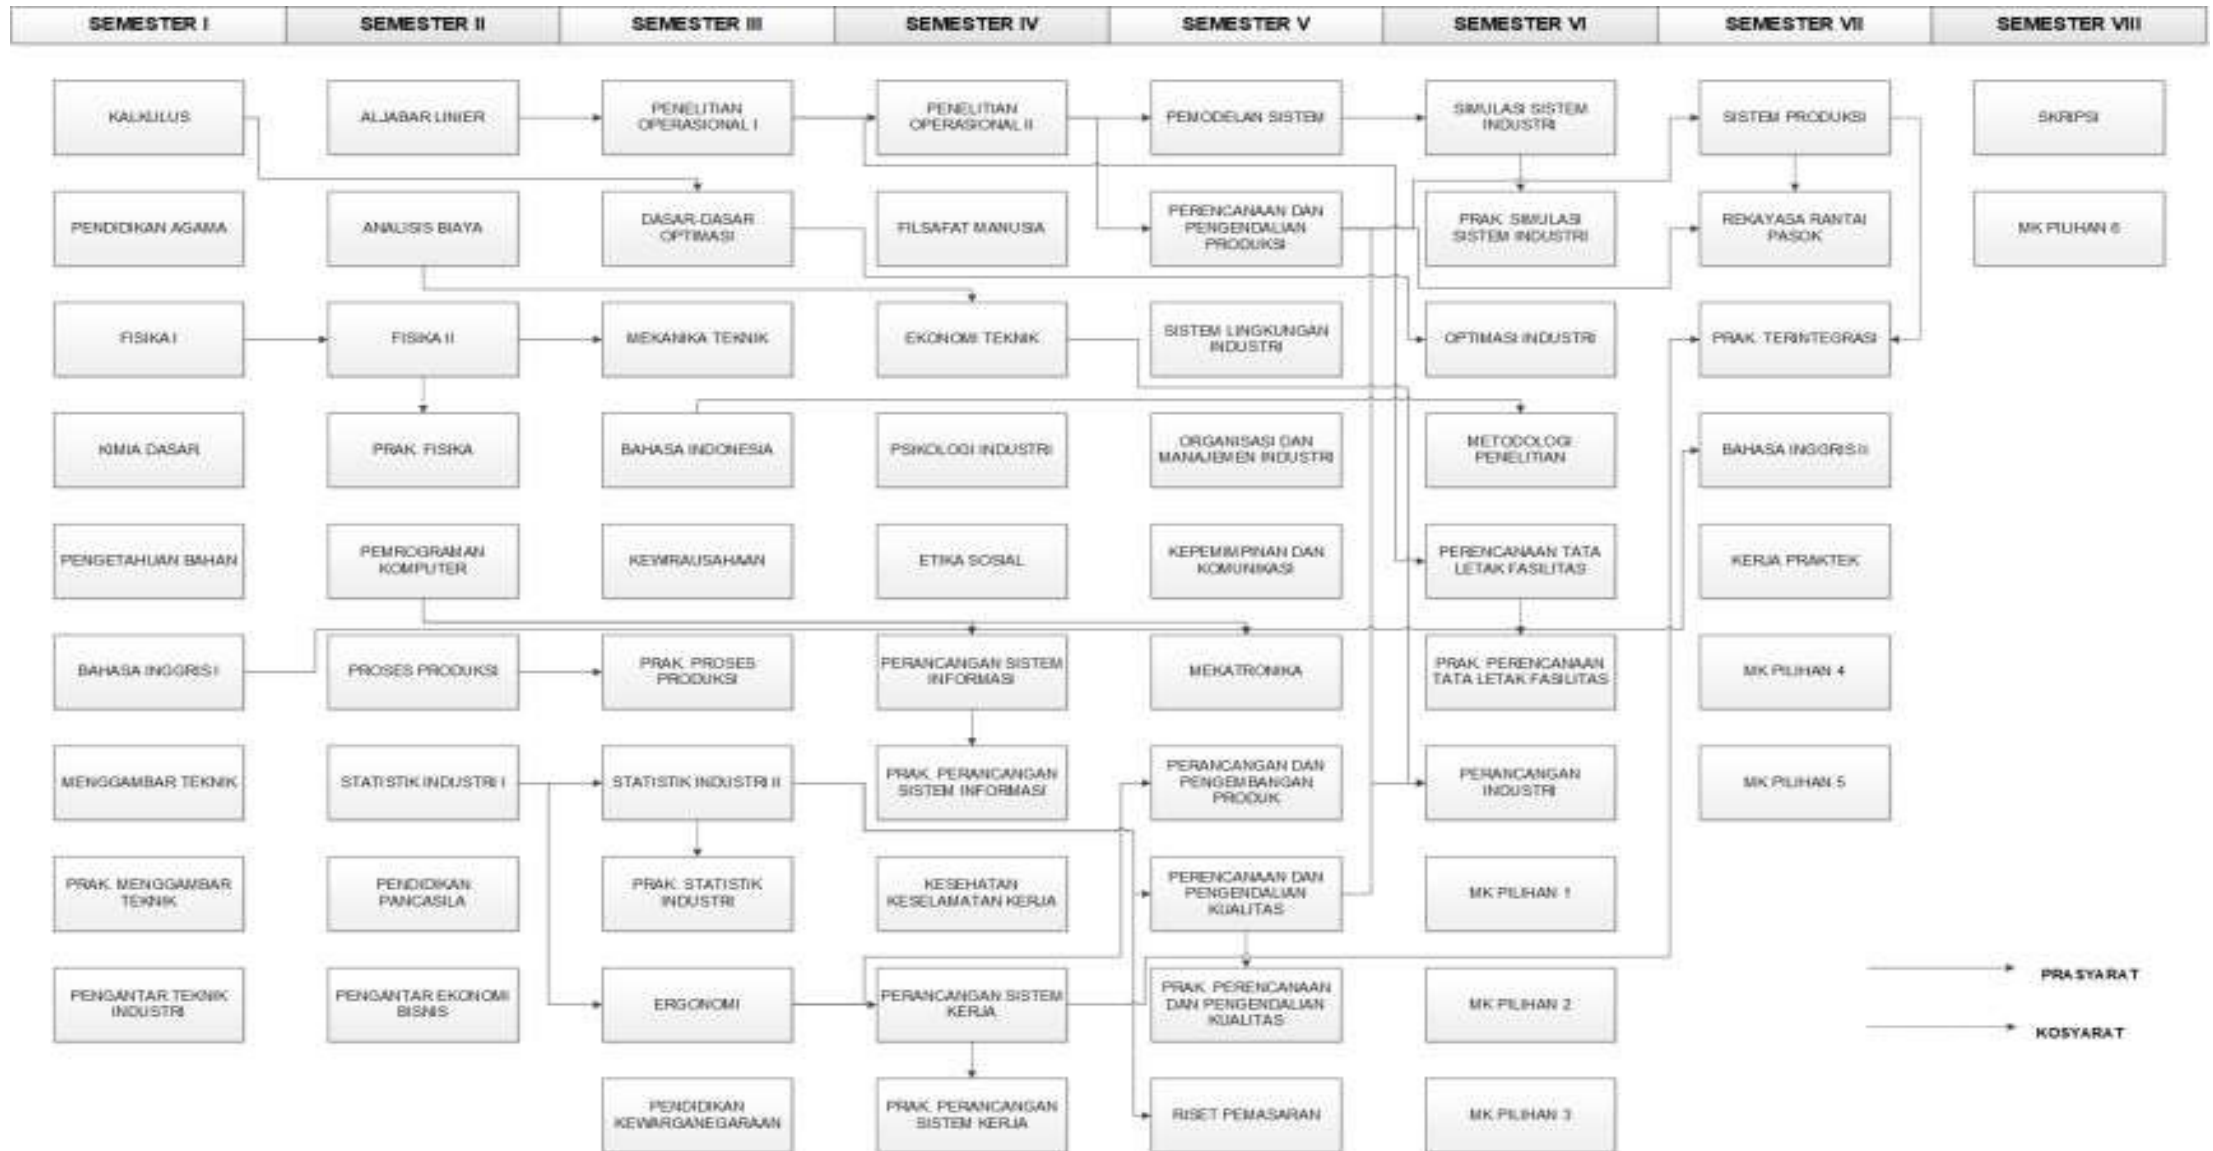 SEMESTER I
SEMESTER II
SEMESTER III
SEMESTER IV
SEMESTER V
SEMESTER VI
SEMESTER VII
SEMESTER VIII
KALKULUS
ALJABAR LINIER
PENELITIAN
OPERASIONAL I
PENELITIAN
OPERASIONAL II
PEMODELAN SISTEM
SIMULASI SISTEM
INDUSTRI
SISTEM PRODUKSI
SKRIPSI
PENDIDIKAN AGAMA
ANALISIS BIAYA
DASAR-DASAR
OPTIMASI
FILSAFAT MANUSIA
PERENCANAAN DAN
PENGENDALIAN
PRODUKSI
PRAK. SIMULASI
SISTEM INDUSTRI
REKAYASA RANTAI
PASOK
MK PILIHAN 6
FISIKA I
FISIKA II
MEKANIKA TEKNIK
EKONOMI TEKNIK
SISTEM LINGKUNGAN
INDUSTRI
OPTIMASI INDUSTRI
PRAK. TERINTEGRASI
KIMIA DASAR
PRAK. FISIKA
BAHASA INDONESIA
PSIKOLOGI INDUSTRI
ORGANISASI DAN
MANAJEMEN INDUSTRI
METODOLOGI
PENELITIAN
BAHASA INGGRIS II
PENGETAHUAN BAHAN
PEMROGRAMAN
KOMPUTER
KEWIRAUSAHAAN
ETIKA SOSIAL
KEPEMIMPINAN DAN
KOMUNIKASI
PERENCANAAN TATA
LETAK FASILITAS
KERJA PRAKTEK
BAHASA INGGRIS I
PROSES PRODUKSI
PRAK. PROSES
PRODUKSI
PERANCANGAN SISTEM
INFORMASI
MEKATRONIKA
PRAK. PERENCANAAN
TATA LETAK FASILITAS
MK PILIHAN 4
MENGGAMBAR TEKNIK
STATISTIK INDUSTRI I
STATISTIK INDUSTRI II
PRAK. PERANCANGAN
SISTEM INFORMASI
PERANCANGAN DAN
PENGEMBANGAN
PRODUK
PERANCANGAN
INDUSTRI
MK PILIHAN 5
PRAK. MENGGAMBAR
TEKNIK
PENDIDIKAN
PANCASILA
PRAK. STATISTIK
INDUSTRI
KESEHATAN
KESELAMATAN KERJA
PERENCANAAN DAN
PENGENDALIAN
KUALITAS
MK PILIHAN 1
PENGANTAR TEKNIK
INDUSTRI
PENGANTAR EKONOMI
BISNIS
ERGONOMI
PERANCANGAN SISTEM
KERJA
PRAK. PERENCANAAN
DAN PENGENDALIAN
KUALITAS
MK PILIHAN 2
PRASYARAT
KOSYARAT
PENDIDIKAN
KEWARGANEGARAAN
PRAK. PERANCANGAN
SISTEM KERJA
RISET PEMASARAN
MK PILIHAN 3